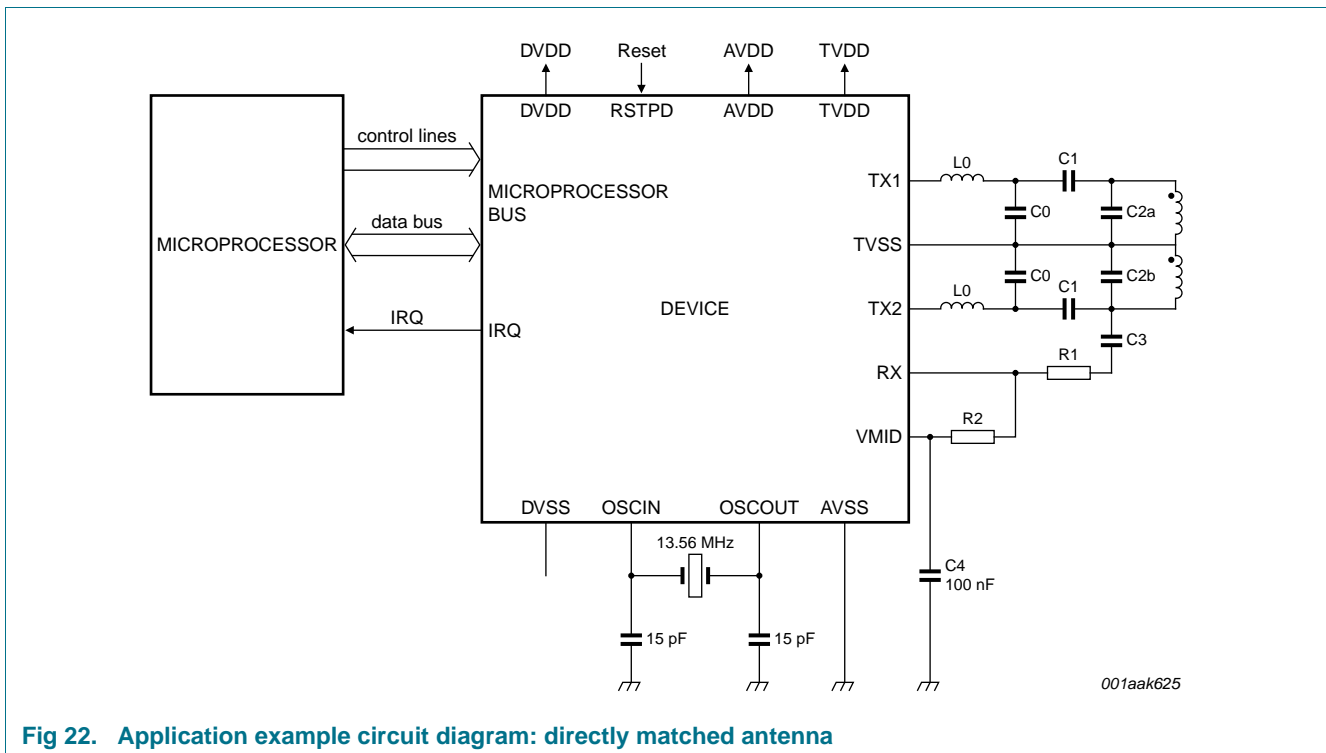 DVDD Reset AVDD TVDD
DVDD RSTPD AVDD TVDD
control lines
MICROPROCESSOR
BUS
data bus
MICROPROCESSOR
DEVICE
IRQ
IRQ
TX1
L0
C1
C0
C2a
TVSS
C0
C2b
TX2
L0
C1
C3
RX
R1
VMID
R2
DVSS OSCIN OSCOUT AVSS
13.56 MHz
C4
100 nF
15 pF
15 pF
001aak625
Fig 22. Application example circuit diagram: directly matched antenna